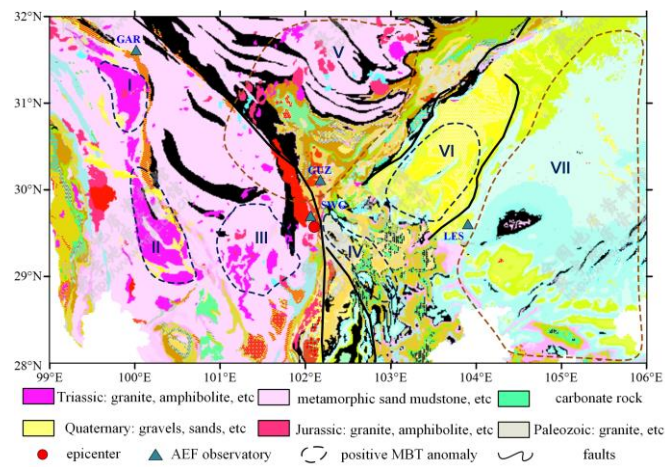 32°N
31°N
30°N
29°N
28°N
GAR
I
V
VI
VII
GUZ
SWG
LES
II
III
IV
99°E 100°E 101°E 102°E 103°E 104°E 105°E 106°E
Triassic: granite, amphibolite, etc metamorphic sand mudstone, etc carbonate rock
Quaternary: gravels, sands, etc Jurassic: granite, amphibolite, etc Paleozoic: granite, etc
epicenter AEF observatory positive MBT anomaly faults